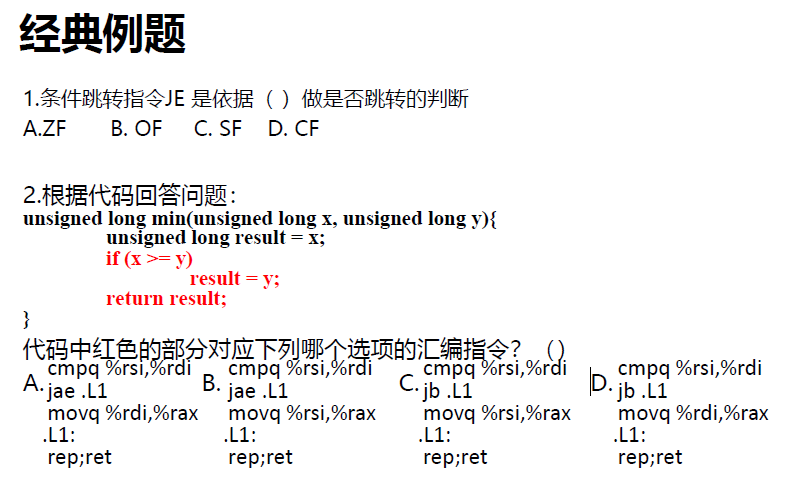 经典例题
1.条件跳转指令JE 是依据（ ）做是否跳转的判断
A.ZF B. OF C. SF D. CF
2.根据代码回答问题：
unsigned long min(unsigned long x, unsigned long y){
unsigned long result = x;
if (x >= y)
result = y;
return result;
}
代码中红色的部分对应下列哪个选项的汇编指令？（）
A.
cmpq %rsi,%rdi
jae .L1
movq %rdi,%rax
.L1:
rep;ret
B.
cmpq %rsi,%rdi
jae .L1
movq %rsi,%rax
.L1:
rep;ret
C.
cmpq %rsi,%rdi
jb .L1
movq %rsi,%rax
.L1:
rep;ret
D.
cmpq %rsi,%rdi
jb .L1
movq %rdi,%rax
.L1:
rep;ret